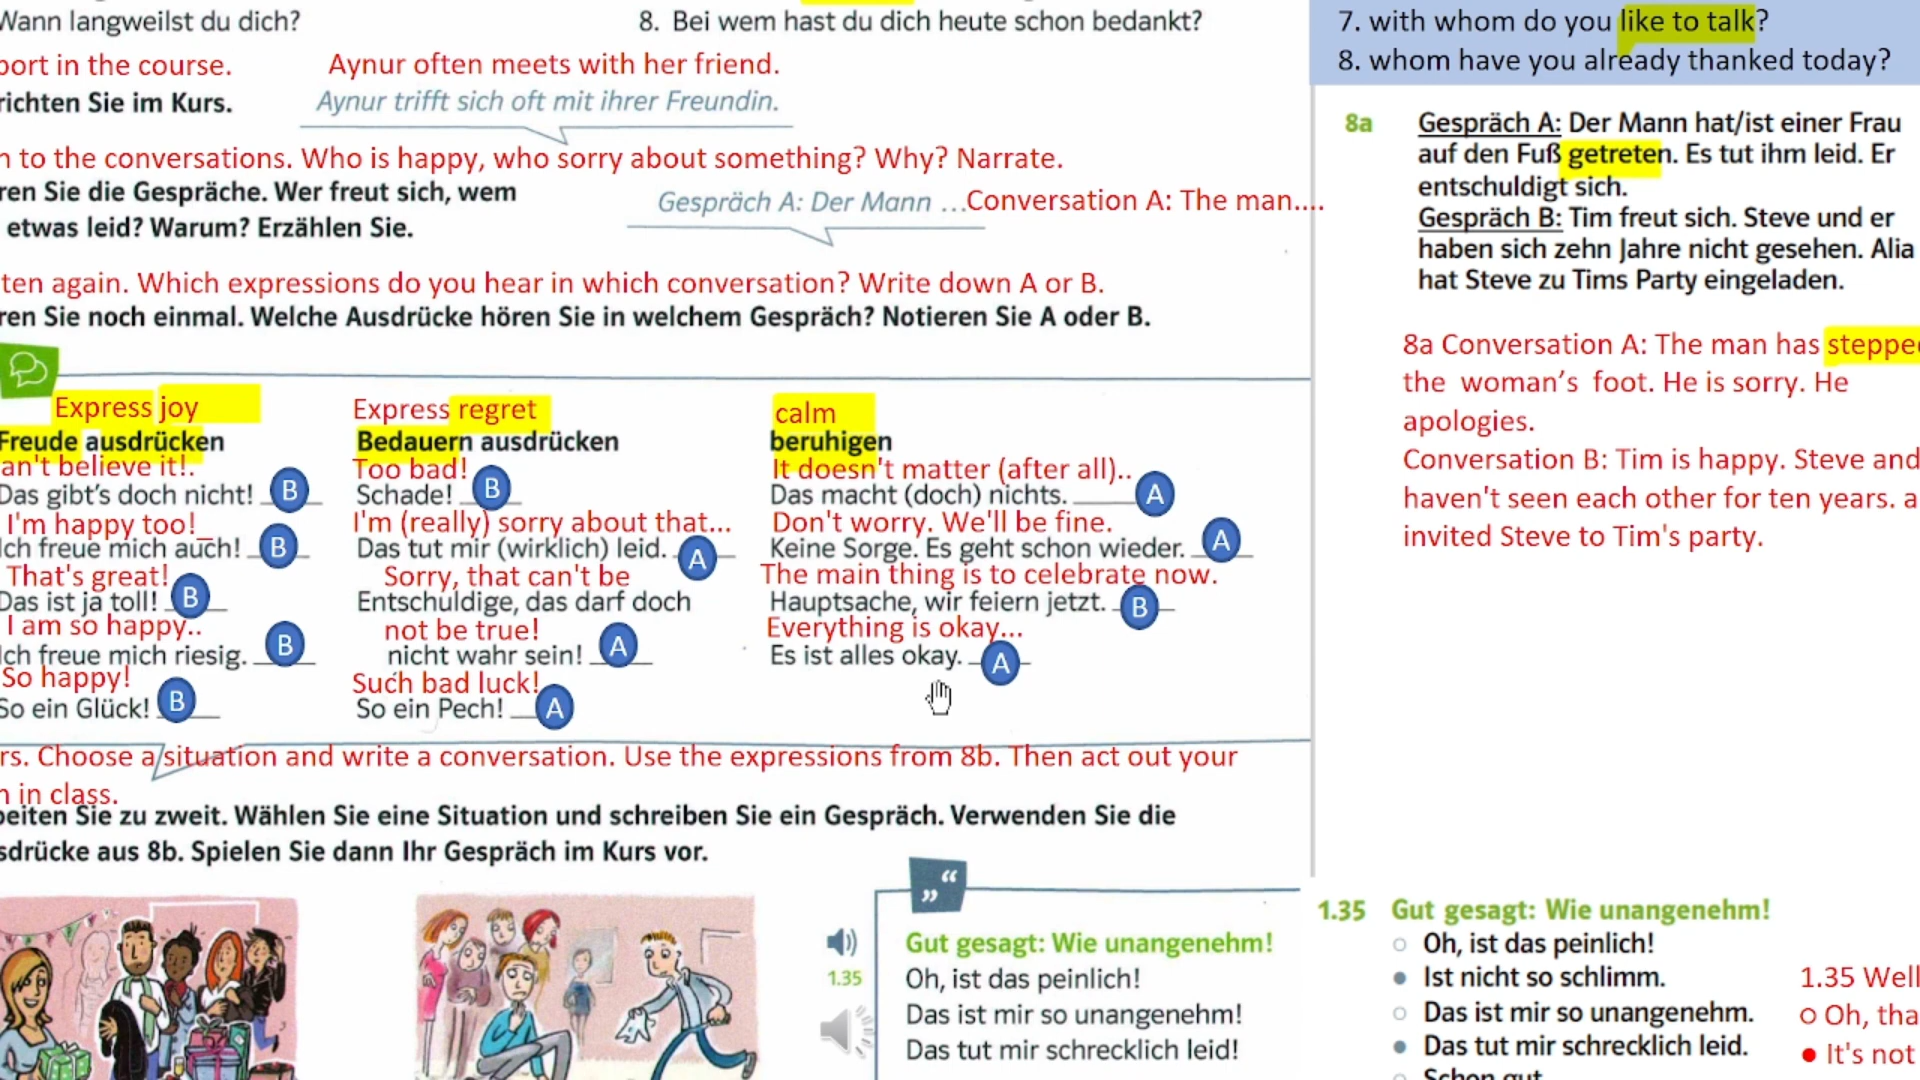 Wann langweilst du dich?
8. Bei wem hast du dich heute schon bedankt?
port in the course.
Aynur often meets with her friend.
richten Sie im Kurs.
Aynur trifft sich oft mit ihrer Freundin.
n to the conversations. Who is happy, who sorry about something? Why? Narrate.
ren Sie die Gespräche. Wer freut sich, wem
etwas leid? Warum? Erzählen Sie.
Gespräch A: Der Mann ...
Conversation A: The man....
ten again. Which expressions do you hear in which conversation? Write down A or B.
ren Sie noch einmal. Welche Ausdrücke hören Sie in welchem Gespräch? Notieren Sie A oder B.
Express joy
Freude ausdrücken
an't believe it!.
Das gibt's doch nicht! B
I'm happy too!
Ich freue mich auch! B
That's great!
Das ist ja toll! B
I am so happy..
Ich freue mich riesig. B
So happy!
So ein Glück! B
Express regret
Bedauern ausdrücken
Too bad!
Schade! B
I'm (really) sorry about that...
Das tut mir (wirklich) leid. A
Sorry, that can't be
Entschuldige, das darf doch
not be true!
nicht wahr sein! A
Such bad luck!
So ein Pech! A
calm
beruhigen
It doesn't matter (after all)..
Das macht (doch) nichts. A
Don't worry. We'll be fine.
Keine Sorge. Es geht schon wieder. A
The main thing is to celebrate now.
Hauptsache, wir feiern jetzt. B
Everything is okay...
Es ist alles okay. A
rs. Choose a situation and write a conversation. Use the expressions from 8b. Then act out your
n in class.
beiten Sie zu zweit. Wählen Sie eine Situation und schreiben Sie ein Gespräch. Verwenden Sie die
sdrücke aus 8b. Spielen Sie dann Ihr Gespräch im Kurs vor.
1.35
Gut gesagt: Wie unangenehm!
Oh, ist das peinlich!
Das ist mir so unangenehm!
Das tut mir schrecklich leid!
7. with whom do you like to talk?
8. whom have you already thanked today?
8a Gespräch A: Der Mann hat/ist einer Frau
auf den Fuß getreten. Es tut ihm leid. Er
entschuldigt sich.
Gespräch B: Tim freut sich. Steve und er
haben sich zehn Jahre nicht gesehen. Alia
hat Steve zu Tims Party eingeladen.
8a Conversation A: The man has steppe
the woman's foot. He is sorry. He
apologies.
Conversation B: Tim is happy. Steve and
haven't seen each other for ten years. a
invited Steve to Tim's party.
1.35 Gut gesagt: Wie unangenehm!
○ Oh, ist das peinlich!
● Ist nicht so schlimm.
○ Das ist mir so unangenehm.
● Das tut mir schrecklich leid.
○ Schon gut.
1.35 Well
○ Oh, tha
● It's not